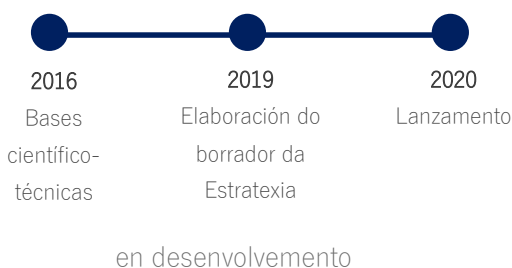 2016
Bases
científico-
técnicas
2019
Elaboración do
borrador da
Estratexia
2020
Lanzamento
en desenvolvemento